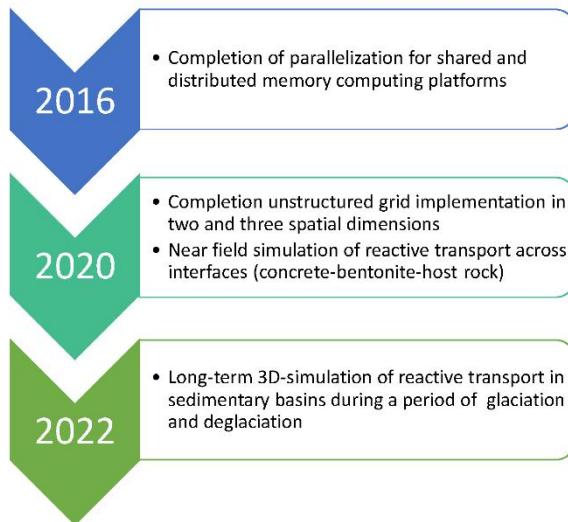 2016
• Completion of parallelization for shared and
distributed memory computing platforms
2020
• Completion unstructured grid implementation in
two and three spatial dimensions
• Near field simulation of reactive transport across
interfaces (concrete-bentonite-host rock)
2022
• Long-term 3D-simulation of reactive transport in
sedimentary basins during a period of glaciation
and deglaciation